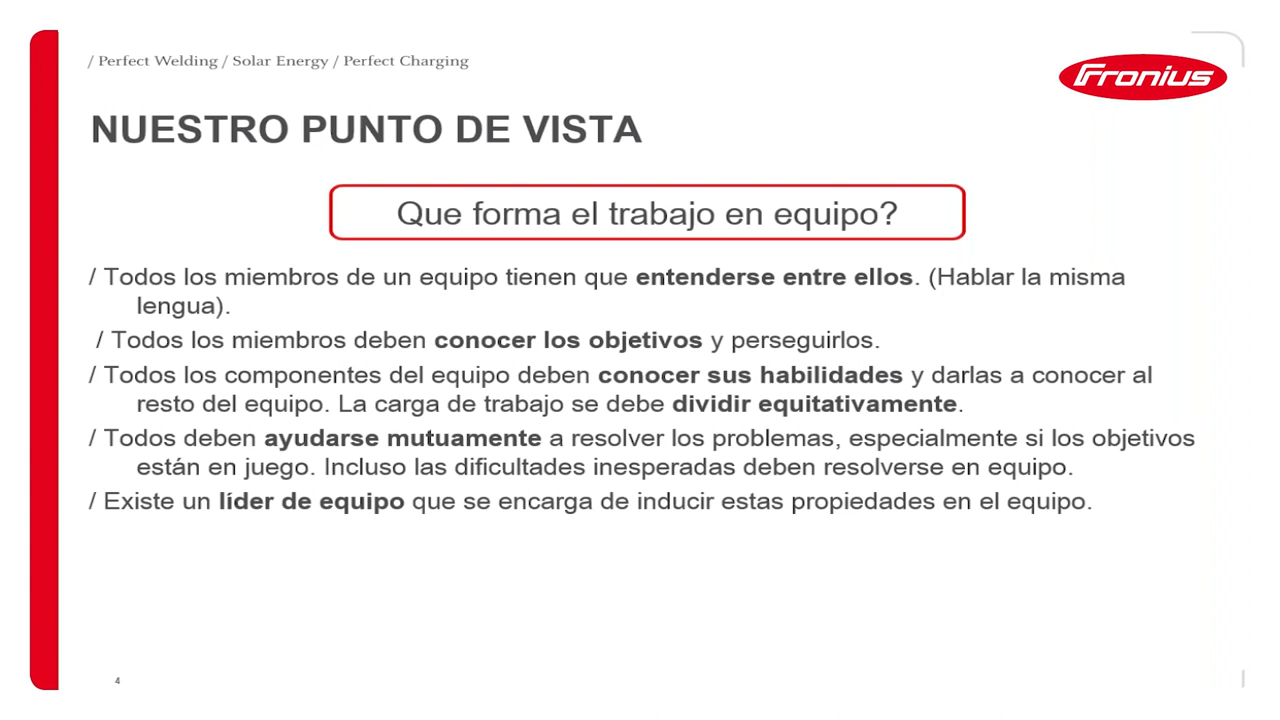 / Perfect Welding / Solar Energy / Perfect Charging
Fronius
NUESTRO PUNTO DE VISTA
Que forma el trabajo en equipo?
/ Todos los miembros de un equipo tienen que entenderse entre ellos. (Hablar la misma
lengua).
/ Todos los miembros deben conocer los objetivos y perseguirlos.
/ Todos los componentes del equipo deben conocer sus habilidades y darlas a conocer al
resto del equipo. La carga de trabajo se debe dividir equitativamente.
/ Todos deben ayudarse mutuamente a resolver los problemas, especialmente si los objetivos
están en juego. Incluso las dificultades inesperadas deben resolverse en equipo.
/ Existe un líder de equipo que se encarga de inducir estas propiedades en el equipo.
4